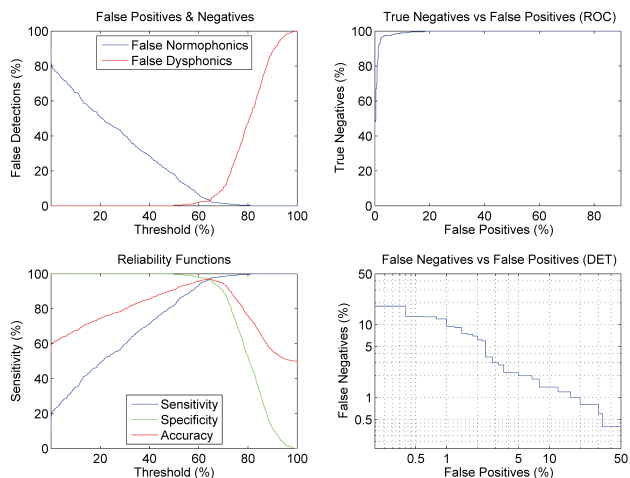 False Positives & Negatives
False Detections (%)
100
80
60
40
20
0
False Normophonics
False Dysphonics
20 40 60 80 100
Threshold (%)
True Negatives vs False Positives (ROC)
True Negatives (%)
100
80
60
40
20
0
0 20 40 60 80
False Positives (%)
Reliability Functions
Sensitivity (%)
100
80
60
40
20
0
Sensitivity
Specificity
Accuracy
20 40 60 80 100
Threshold (%)
False Negatives vs False Positives (DET)
False Negatives (%)
50
10
5
1
0.5
0.5 1 5 10 50
False Positives (%)